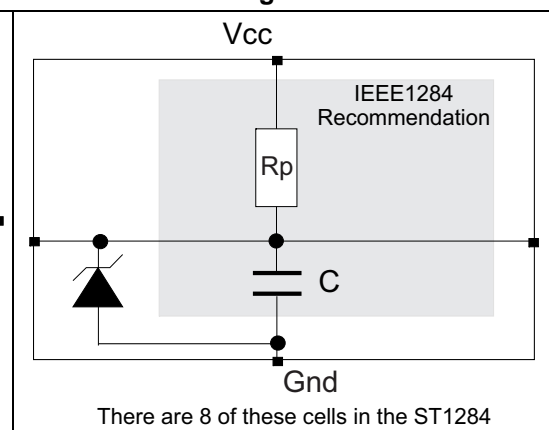 Vcc
IEEE1284
Recommendation
Rp
C
Gnd
There are 8 of these cells in the ST1284